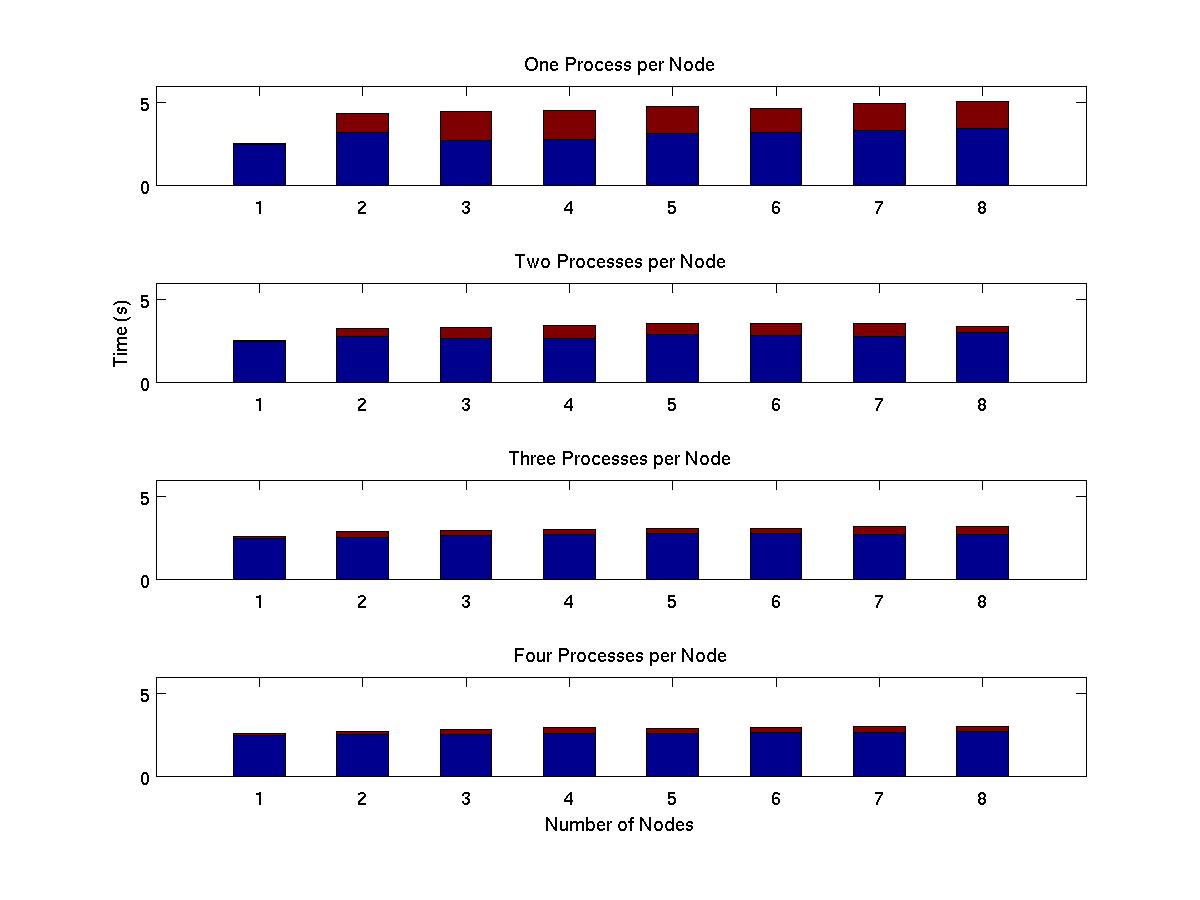 One Process per Node
5
0
1 2 3 4 5 6 7 8
Two Processes per Node
Time (s)
5
0
1 2 3 4 5 6 7 8
Three Processes per Node
5
0
1 2 3 4 5 6 7 8
Four Processes per Node
5
0
1 2 3 4 5 6 7 8
Number of Nodes